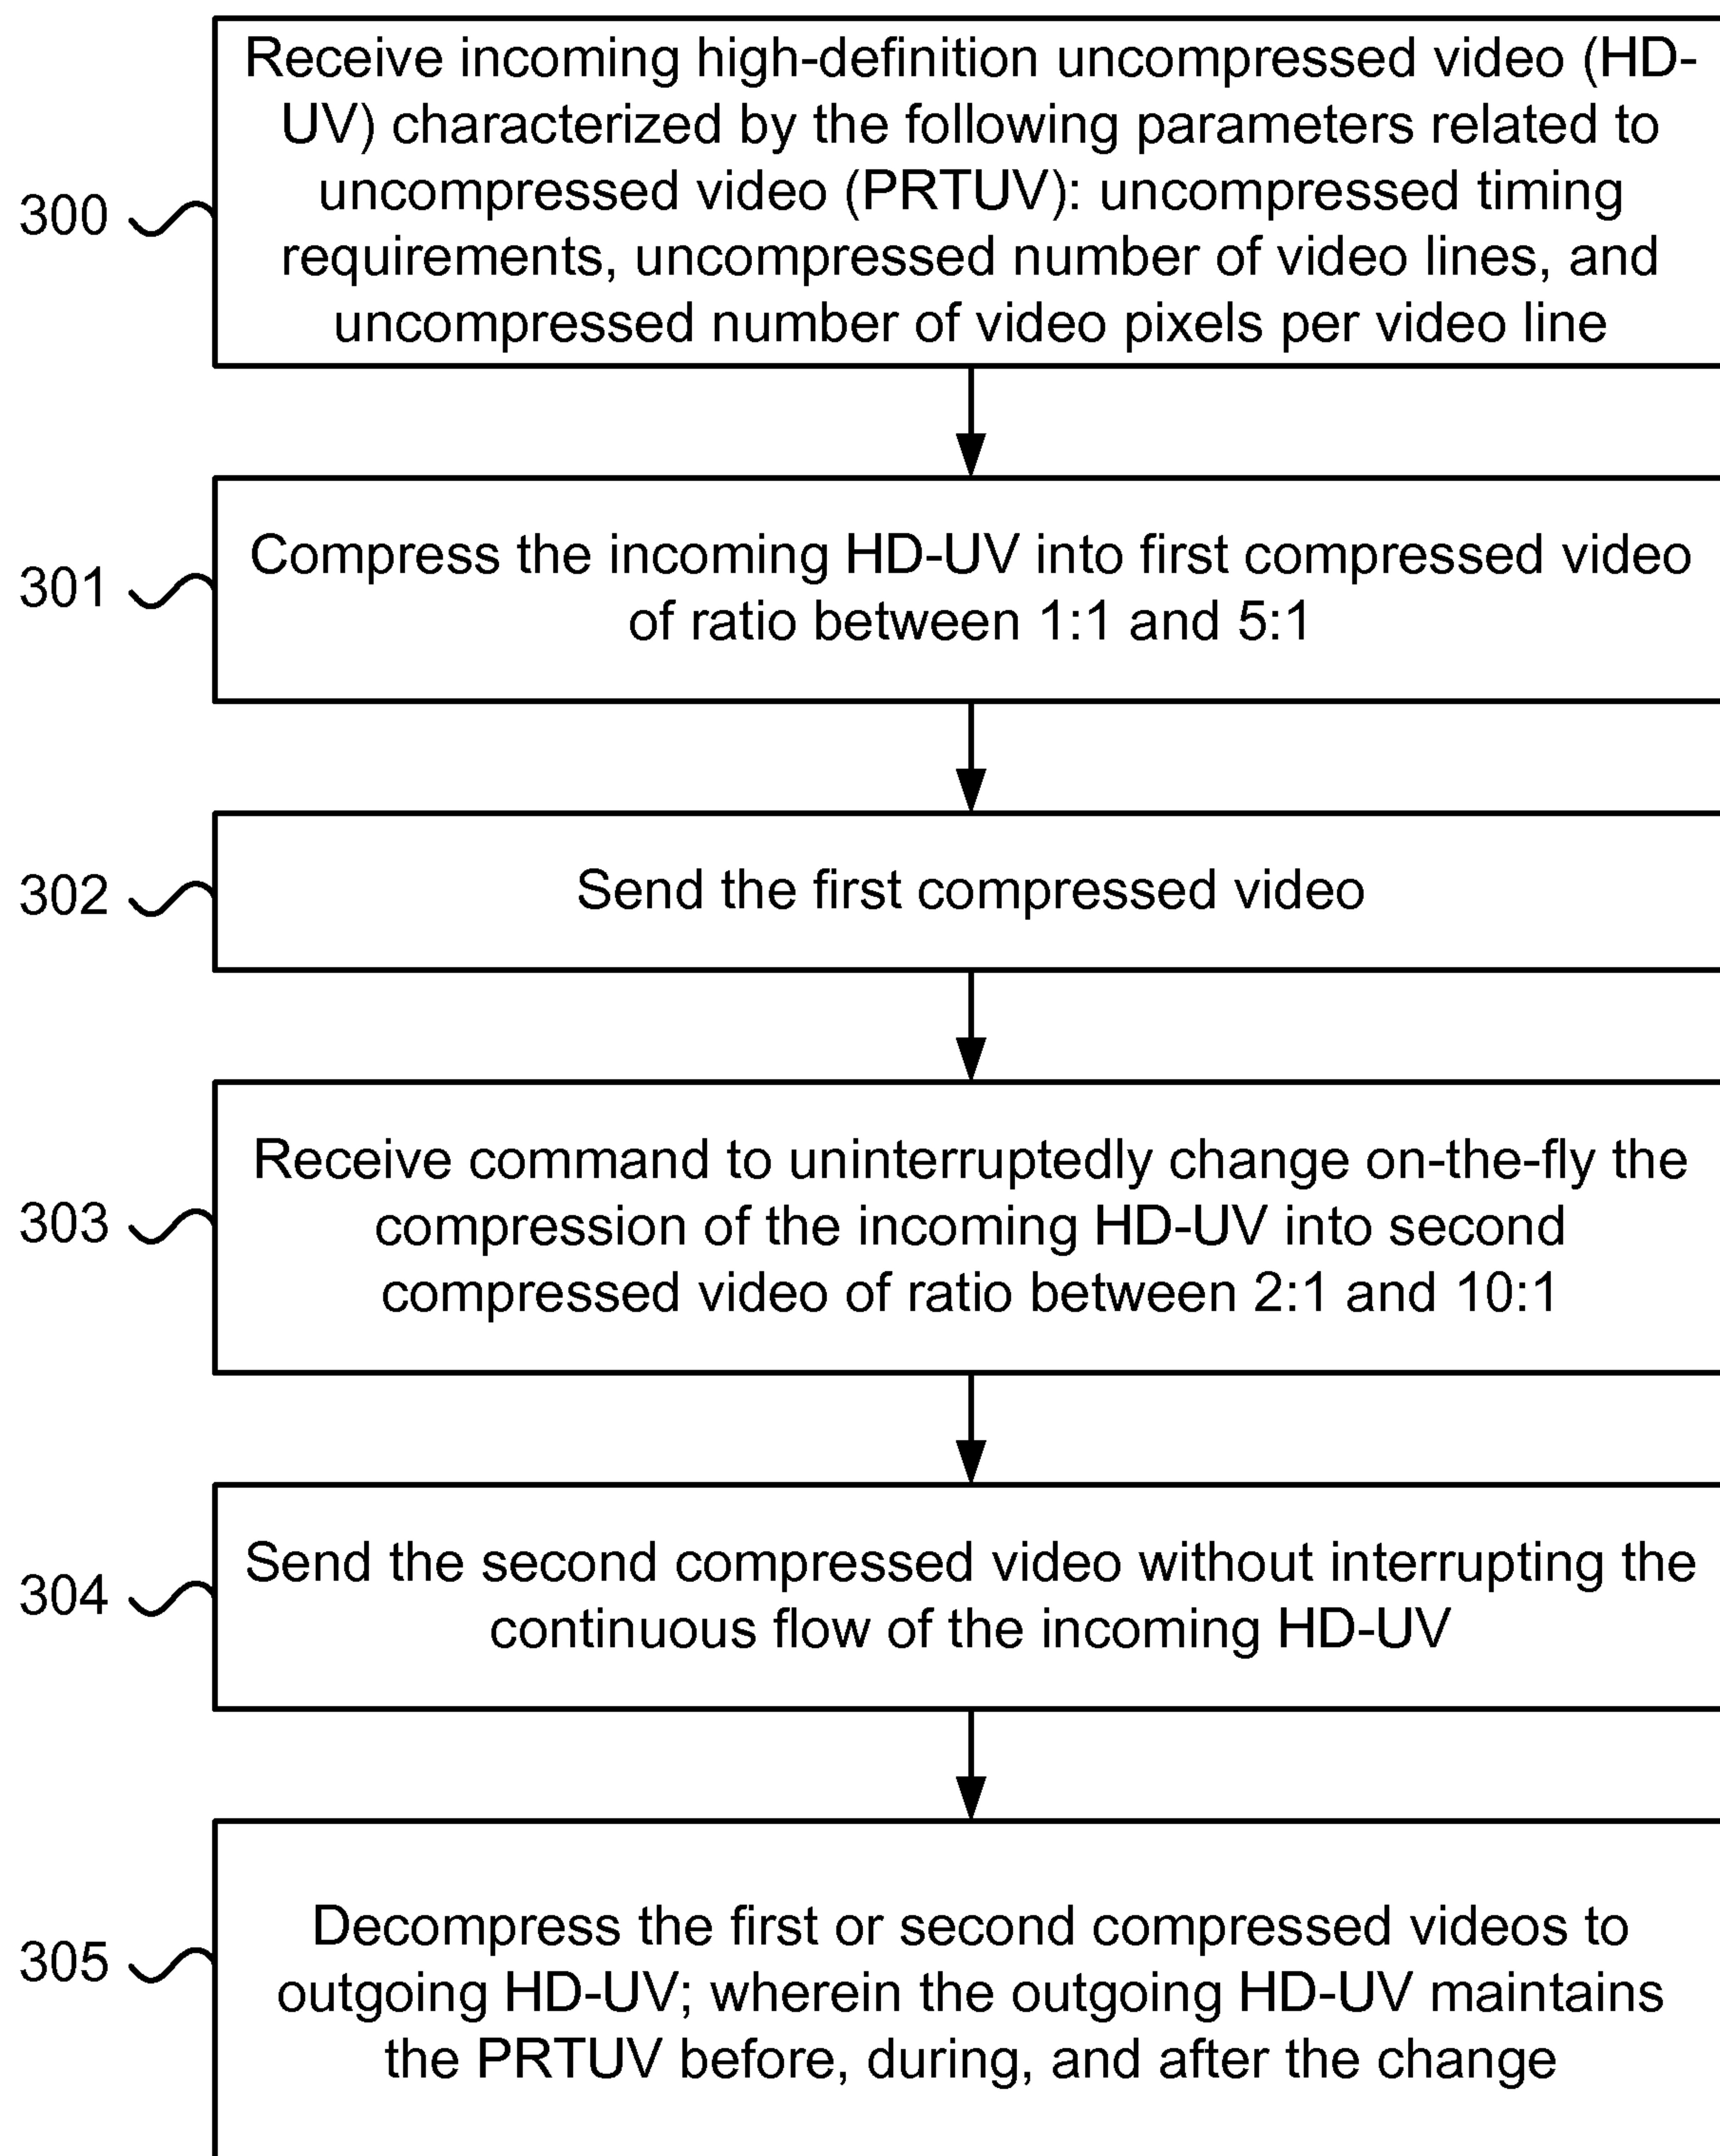 Receive incoming high-definition uncompressed video (HD-
UV) characterized by the following parameters related to
300
uncompressed video (PRTUV): uncompressed timing
requirements, uncompressed number of video lines, and
uncompressed number of video pixels per video line
Compress the incoming HD-UV into first compressed video
301
of ratio between 1:1 and 5:1
302
Send the first compressed video
Receive command to uninterruptedly change on-the-fly the
303
compression of the incoming HD-UV into second
compressed video of ratio between 2:1 and 10:1
Send the second compressed video without interrupting the
304
continuous flow of the incoming HD-UV
Decompress the first or second compressed videos to
305
outgoing HD-UV; wherein the outgoing HD-UV maintains
the PRTUV before, during, and after the change